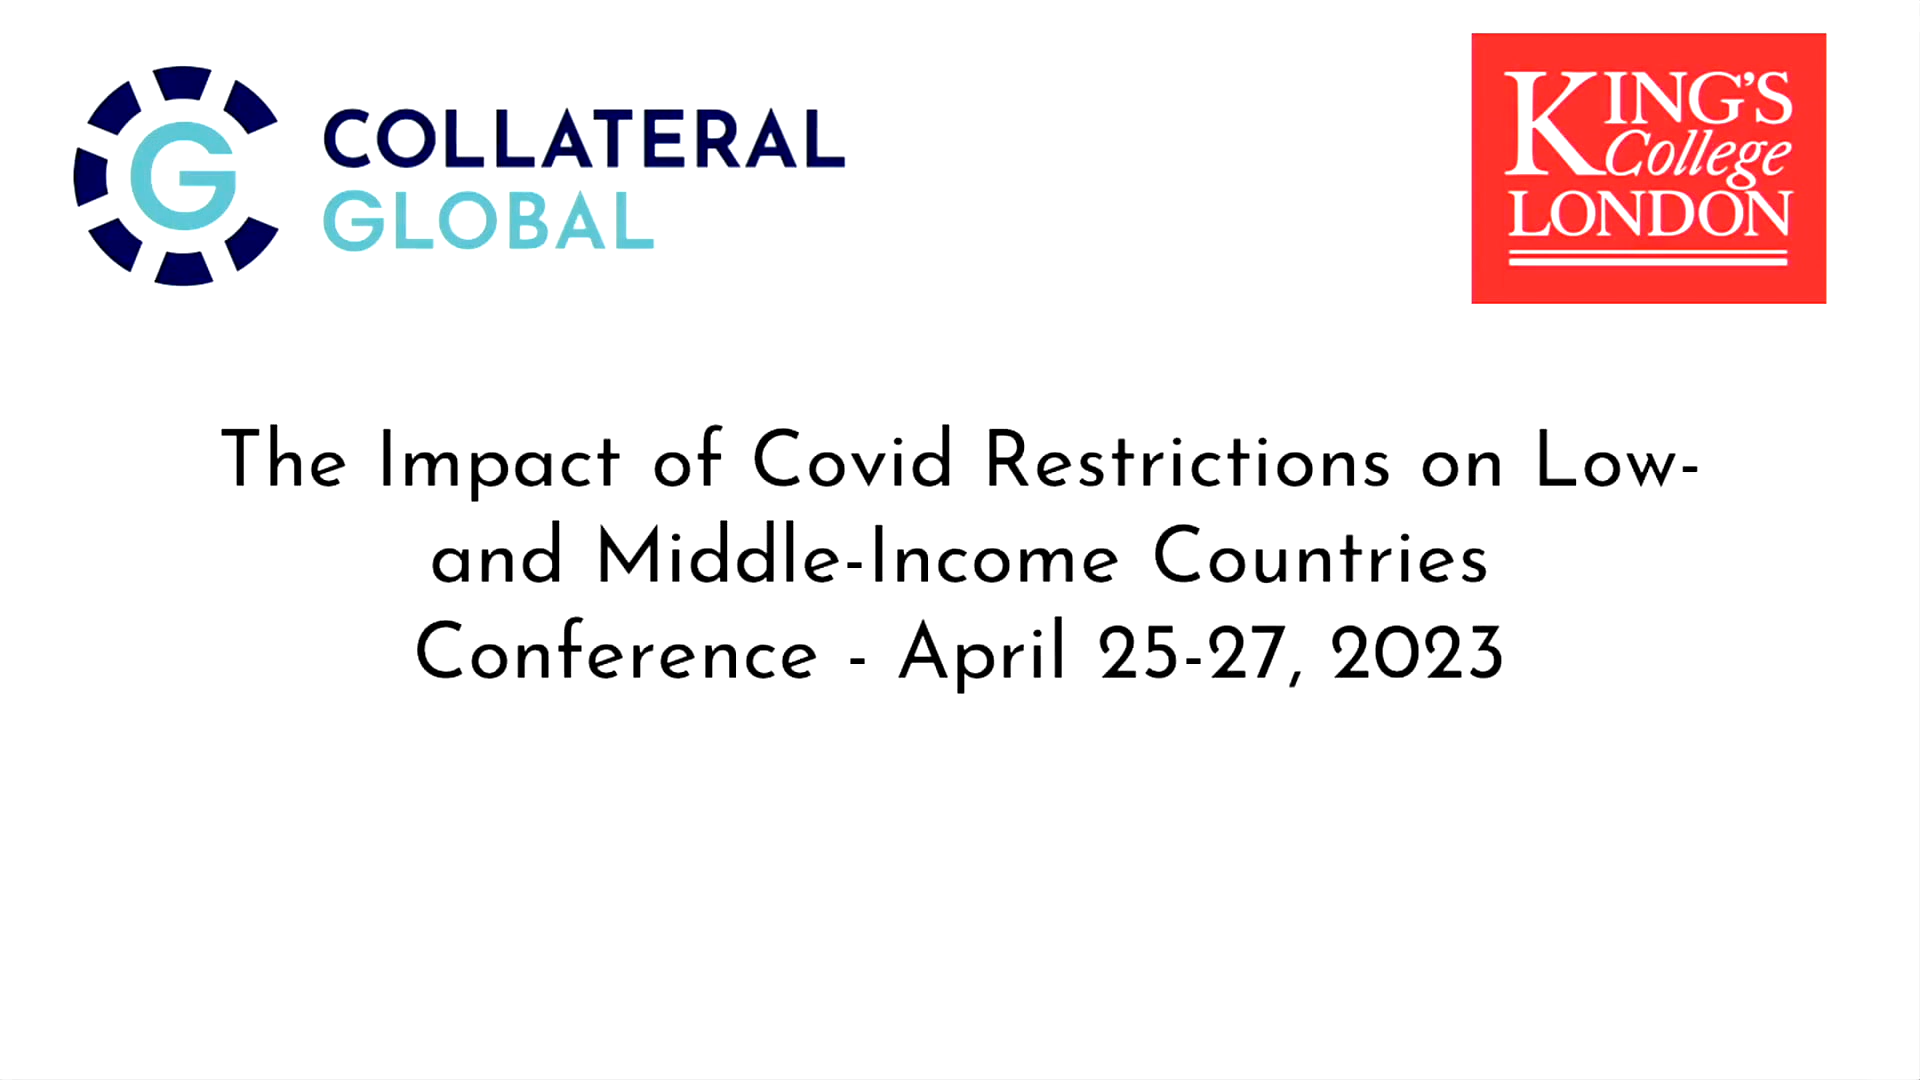 G
COLLATERAL
GLOBAL
KING'S
College
LONDON
The Impact of Covid Restrictions on Low-
and Middle-Income Countries
Conference - April 25-27, 2023